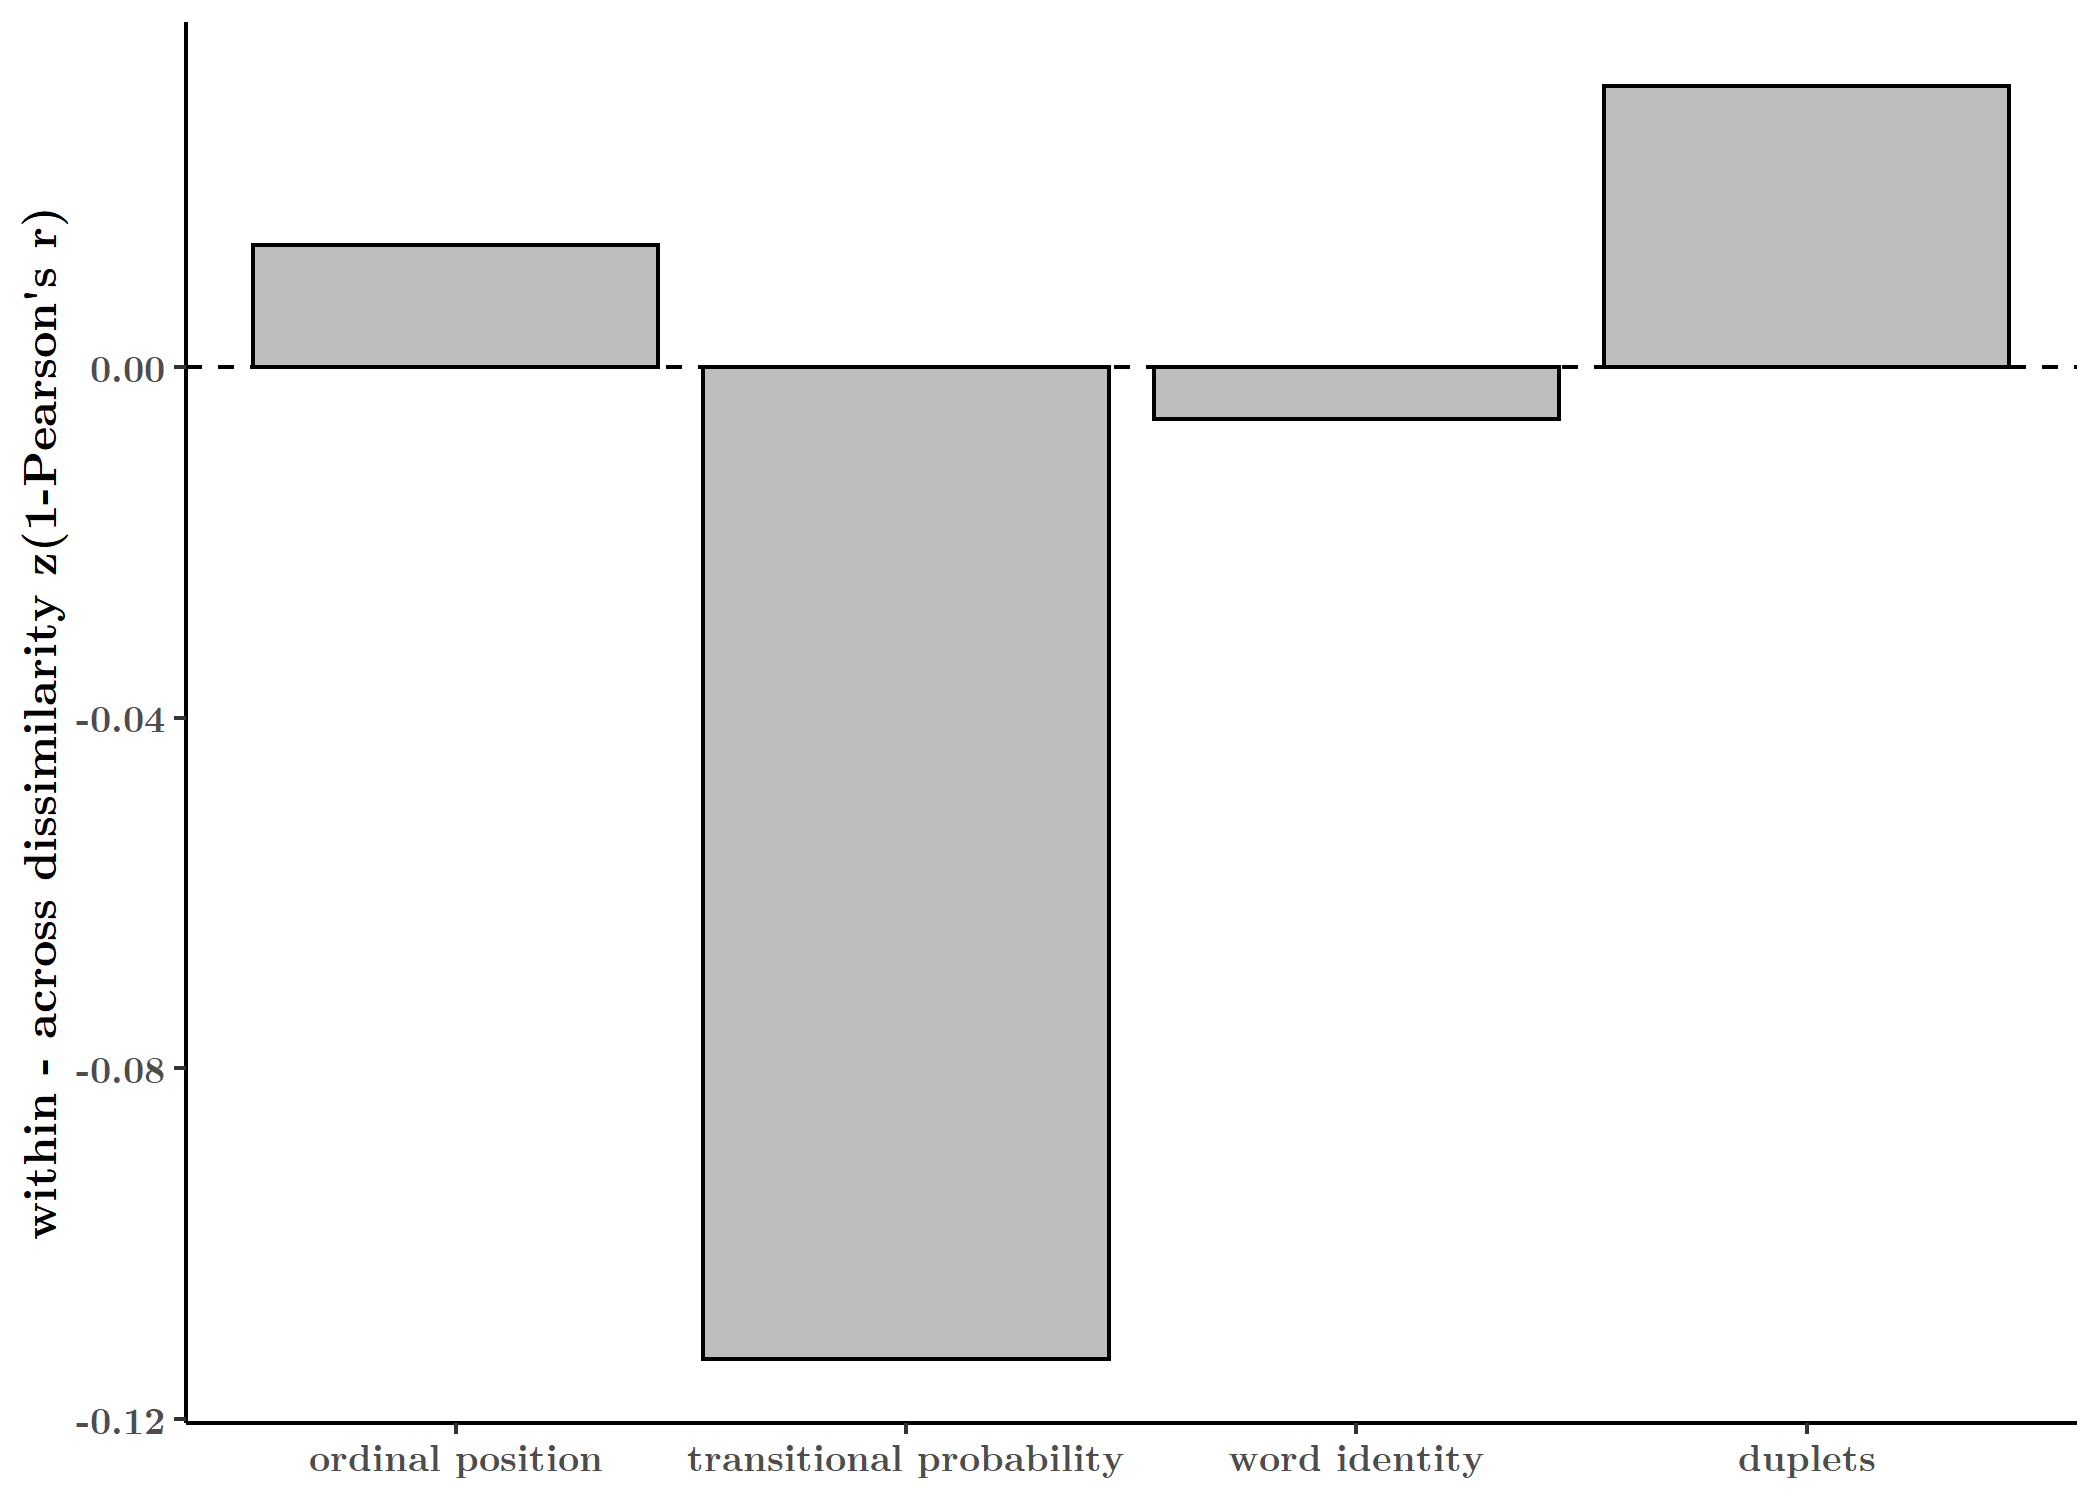 within - across dissimilarity z(1-Pearson's r)
0.00
-0.04
-0.08
-0.12
ordinal position
transitional probability
word identity
duplets